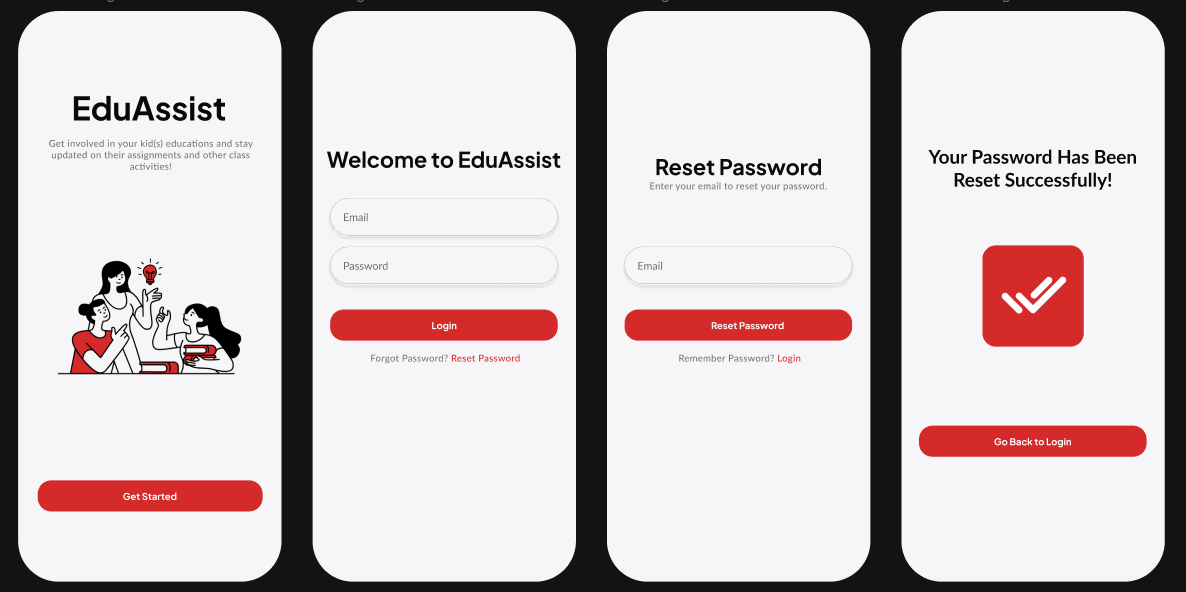 EduAssist
Get involved in your kid(s) educations and stay
updated on their assignments and other class
activities!
Get Started
Welcome to EduAssist
Email
Password
Login
Forgot Password? Reset Password
Reset Password
Enter your email to reset your password.
Email
Reset Password
Remember Password? Login
Your Password Has Been
Reset Successfully!
Go Back to Login